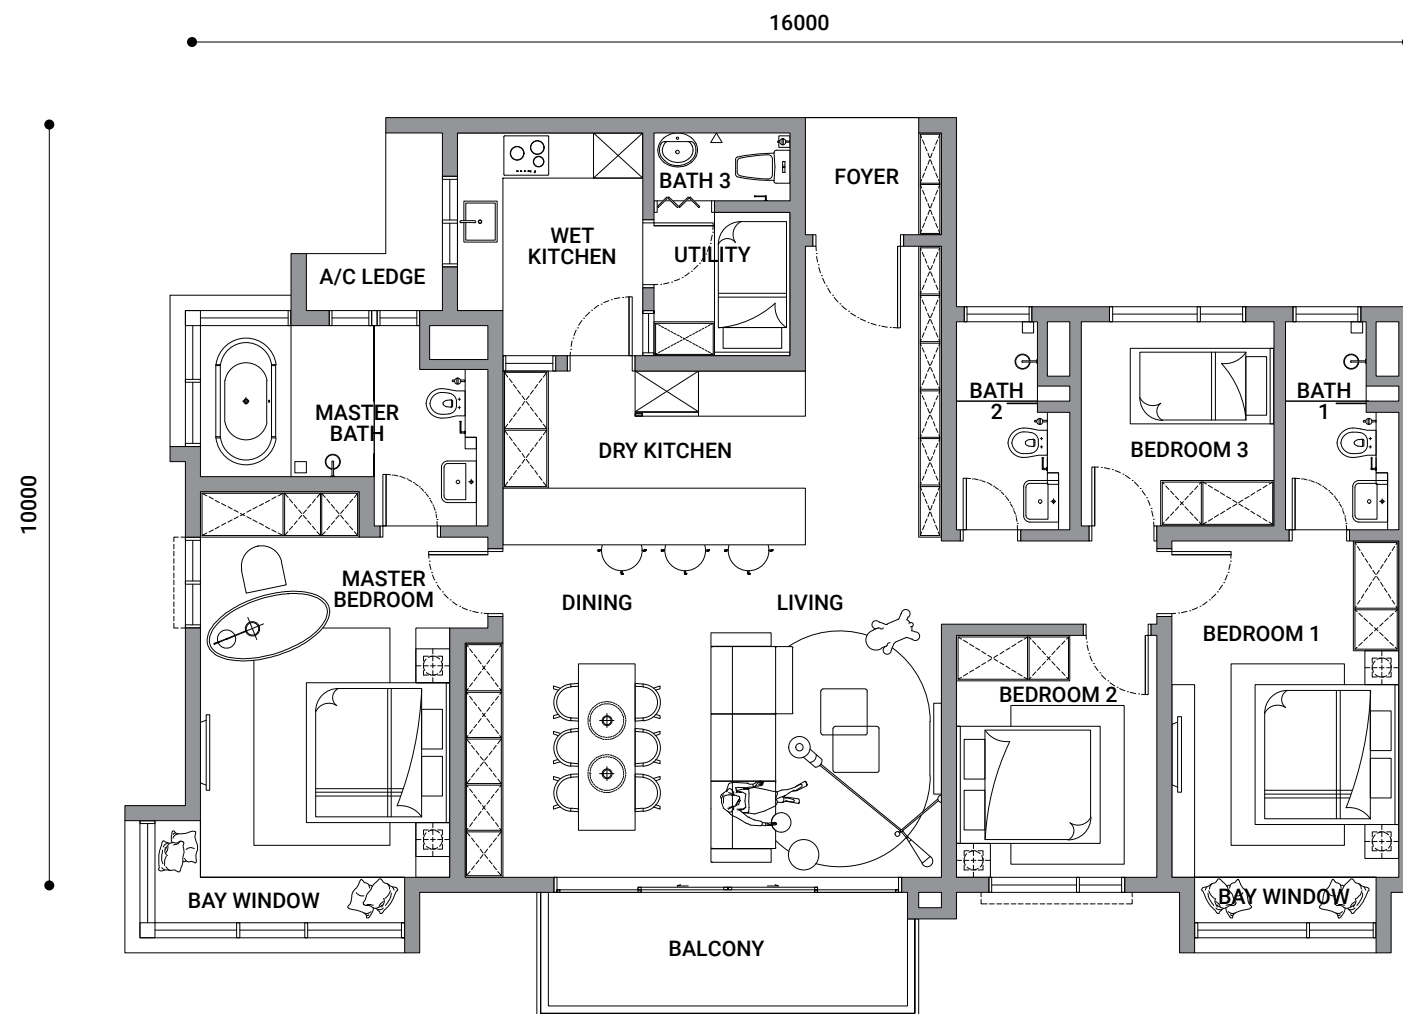 16000
FOYER
BATH 3
WET
KITCHEN
UTILITY
A/C LEDGE
BATH
2
BATH
1
MASTER
BATH
DRY KITCHEN
BEDROOM 3
10000
MASTER
BEDROOM
DINING
LIVING
BEDROOM 1
BEDROOM 2
BAY WINDOW
BAY WINDOW
BALCONY